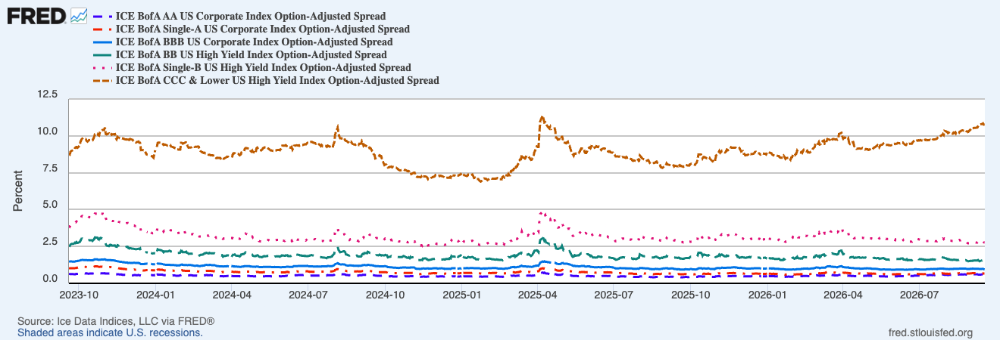 FRED
ICE BofA AA US Corporate Index Option-Adjusted Spread
ICE BofA Single-A US Corporate Index Option-Adjusted Spread
ICE BofA BBB US Corporate Index Option-Adjusted Spread
ICE BofA BB US High Yield Index Option-Adjusted Spread
ICE BofA Single-B US High Yield Index Option-Adjusted Spread
ICE BofA CCC & Lower US High Yield Index Option-Adjusted Spread
12.5
10.0
7.5
5.0
2.5
0.0
Percent
2023-10 2024-01 2024-04 2024-07 2024-10 2025-01 2025-04 2025-07 2025-10 2026-01 2026-04 2026-07
Source: Ice Data Indices, LLC via FRED®
Shaded areas indicate U.S. recessions.
fred.stlouisfed.org